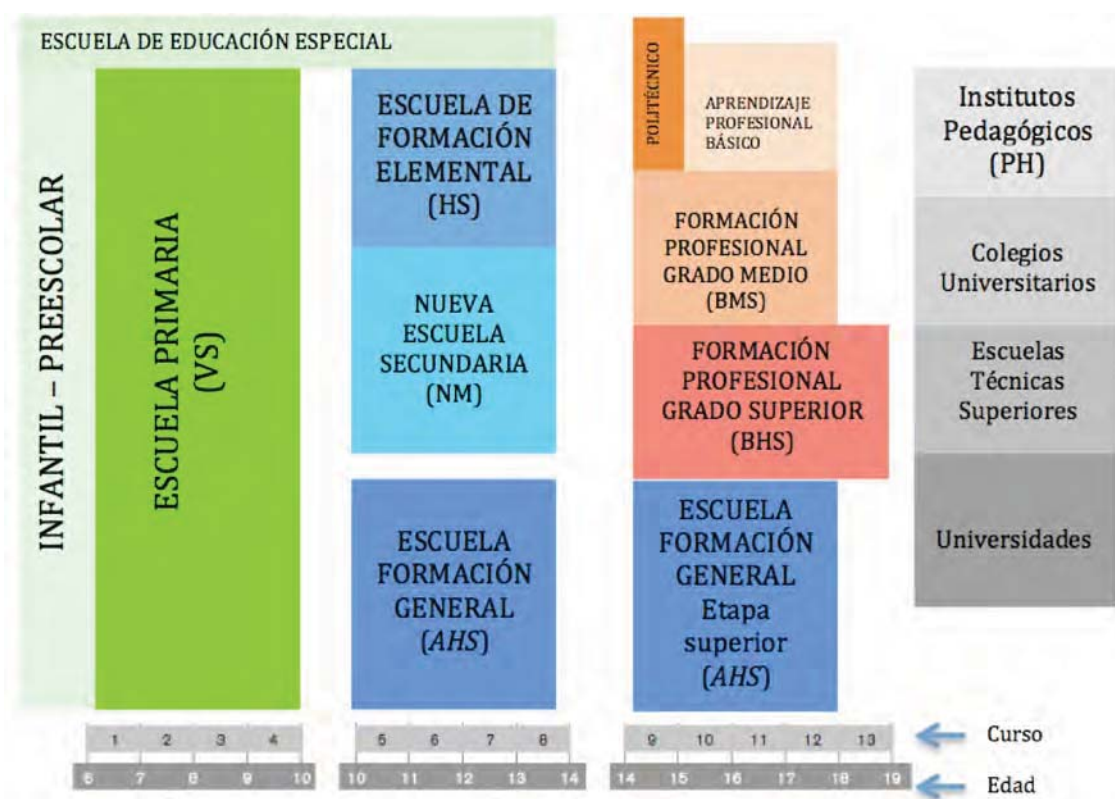 ESCUELA DE EDUCACIÓN ESPECIAL
INFANTIL – PREESCOLAR
ESCUELA PRIMARIA
(VS)
ESCUELA DE
FORMACIÓN
ELEMENTAL
(HS)
NUEVA
ESCUELA
SECUNDARIA
(NM)
ESCUELA
FORMACIÓN
GENERAL
(AHS)
POLITÉCNICO
APRENDIZAJE
PROFESIONAL
BÁSICO
FORMACIÓN
PROFESIONAL
GRADO MEDIO
(BMS)
FORMACIÓN
PROFESIONAL
GRADO SUPERIOR
(BHS)
ESCUELA
FORMACIÓN
GENERAL
Etapa
superior
(AHS)
Institutos
Pedagógicos
(PH)
Colegios
Universitarios
Escuelas
Técnicas
Superiores
Universidades
1 2 3 4 5 6 7 8 9 10 11 12 13 Curso
6 7 8 9 10 10 11 12 13 14 14 15 16 17 18 19 Edad